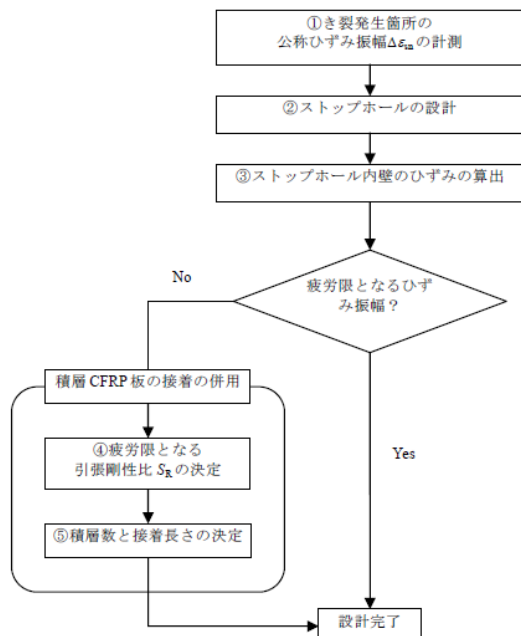 ①き裂発生箇所の
公称ひずみ振幅Δεsnの計測
②ストップホールの設計
③ストップホール内壁のひずみの算出
疲労限となるひず
み振幅？
No
Yes
積層 CFRP 板の接着の併用
④疲労限となる
引張剛性比 SRの決定
⑤積層数と接着長さの決定
設計完了